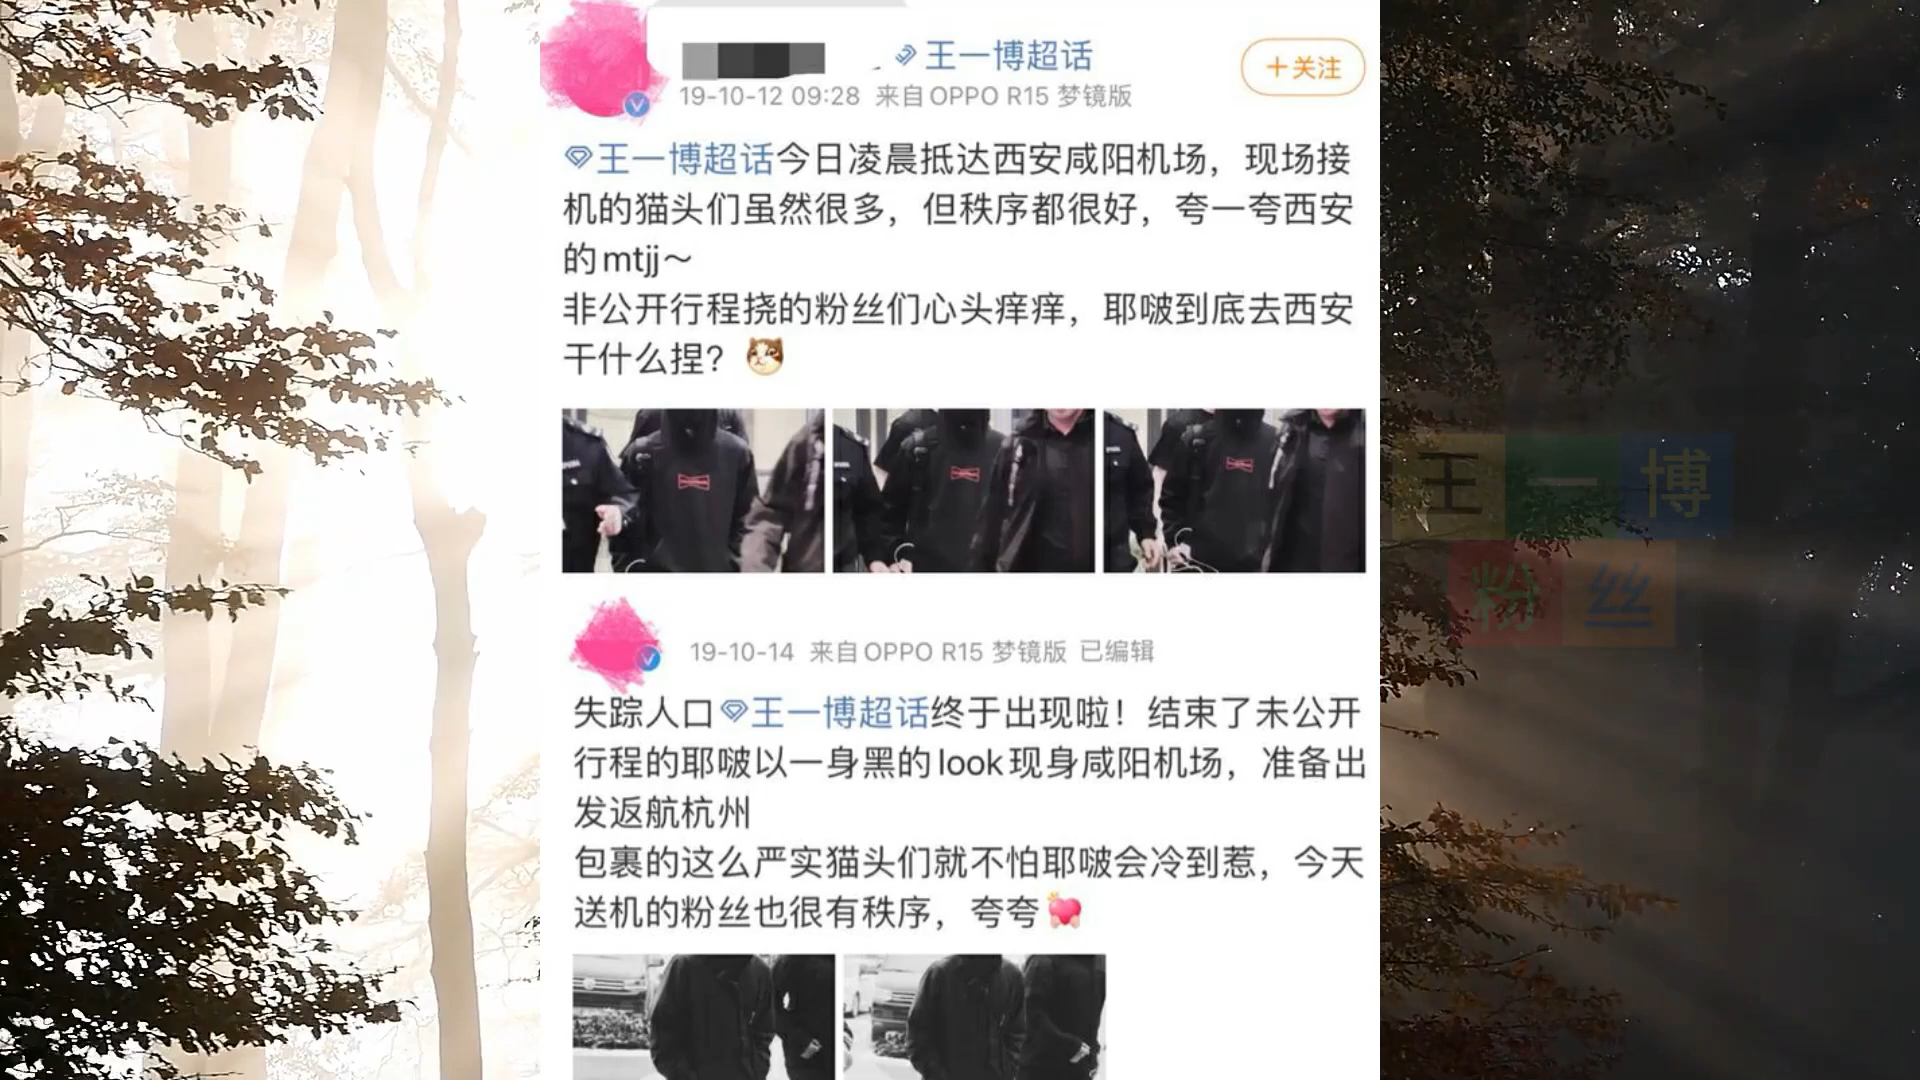 王一博超话
+关注
19-10-12 09:28 来自OPPO R15 梦镜版
王一博超话今日凌晨抵达西安咸阳机场，现场接
机的猫头们虽然很多，但秩序都很好，夸一夸西安
的mtjj～
非公开行程挠的粉丝们心头痒痒，耶啵到底去西安
干什么捏？
19-10-14 来自OPPO R15 梦镜版 已编辑
失踪人口王一博超话终于出现啦！结束了未公开
行程的耶啵以一身黑的look现身咸阳机场，准备出
发返航杭州
包裹的这么严实猫头们就不怕耶啵会冷到惹，今天
送机的粉丝也很有秩序，夸夸
王一博
粉丝